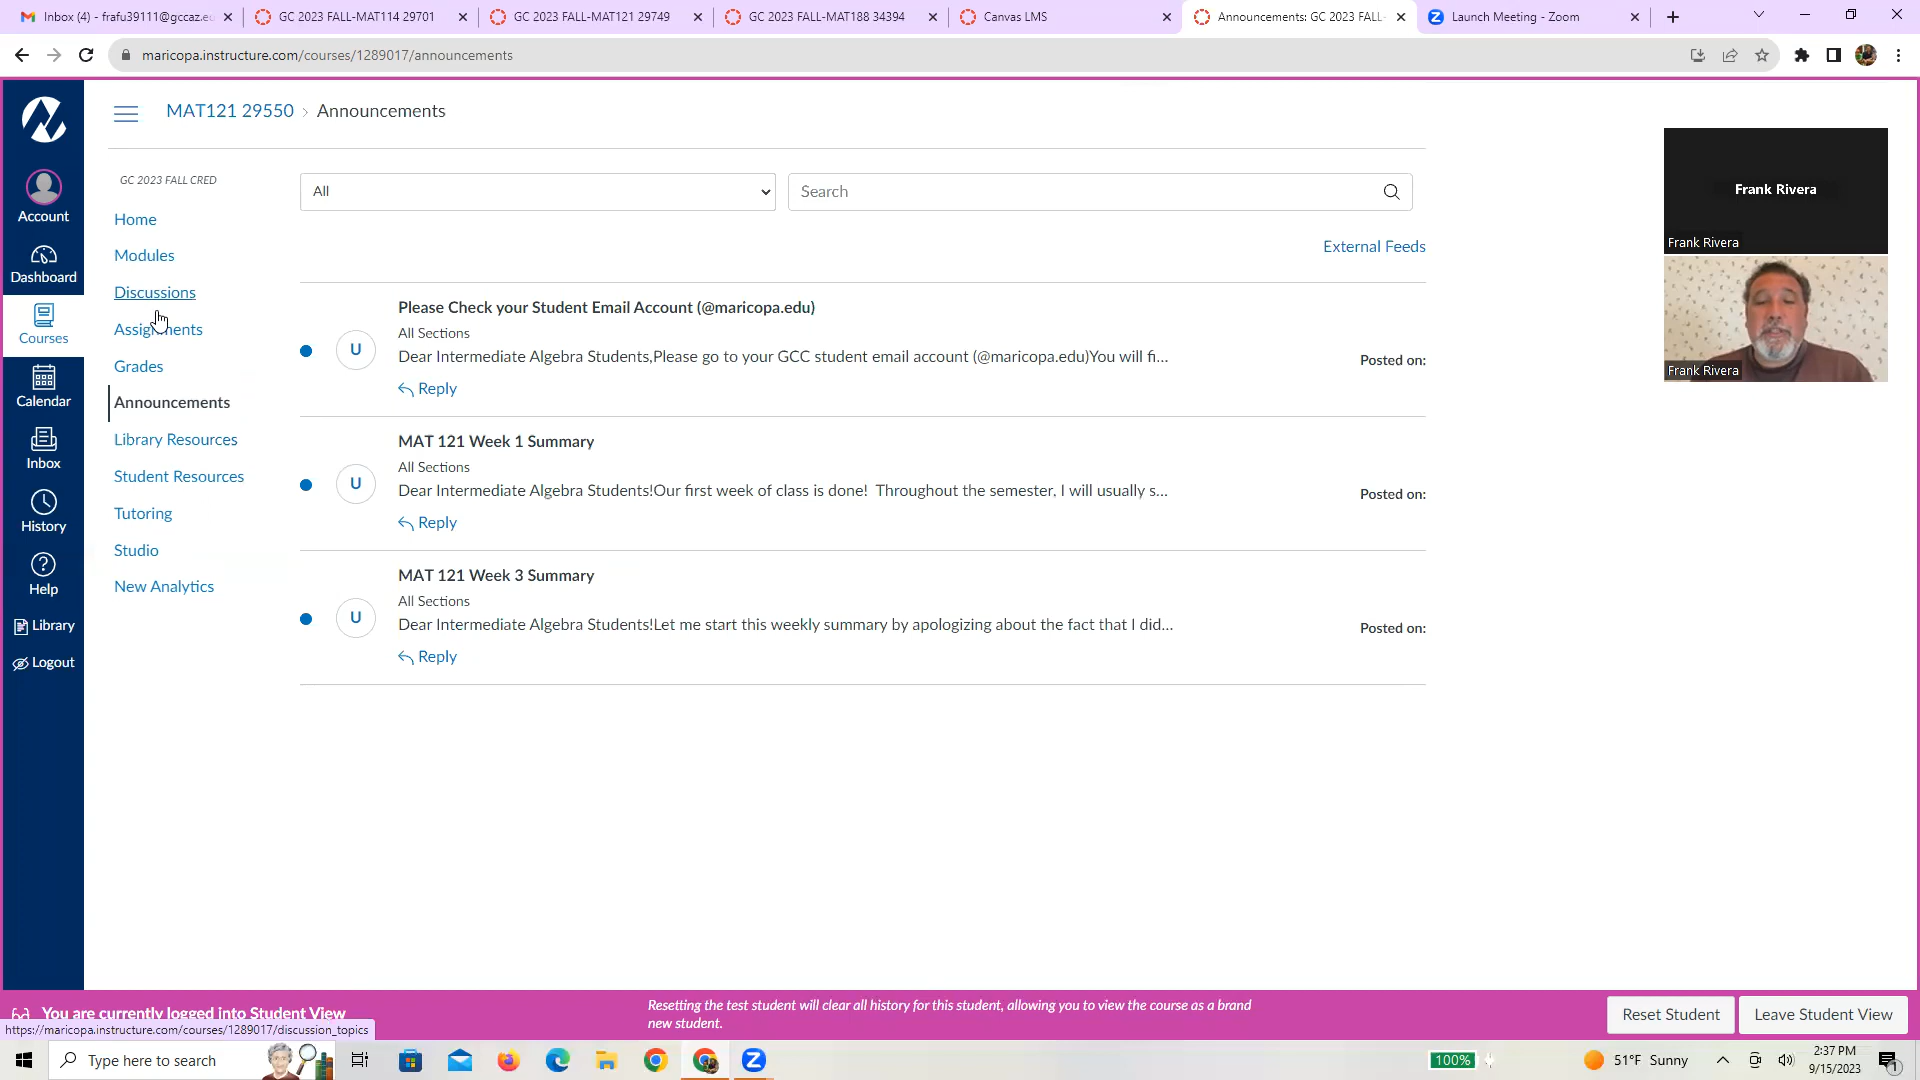 Inbox (4) - frafu39111@gccaz.e
GC 2023 FALL-MAT114 29701
GC 2023 FALL-MAT121 29749
GC 2023 FALL-MAT188 34394
Canvas LMS
Announcements: GC 2023 FALL-
Launch Meeting - Zoom
maricopa.instructure.com/courses/1289017/announcements
MAT121 29550 › Announcements
GC 2023 FALL CRED
Home
Modules
Discussions
Assignments
Grades
Announcements
Library Resources
Student Resources
Tutoring
Studio
New Analytics
Account
Dashboard
Courses
Calendar
Inbox
History
Help
Library
Logout
All
Search
External Feeds
Please Check your Student Email Account (@maricopa.edu)
All Sections
Dear Intermediate Algebra Students,Please go to your GCC student email account (@maricopa.edu)You will fi...
Posted on:
Reply
MAT 121 Week 1 Summary
All Sections
Dear Intermediate Algebra Students!Our first week of class is done! Throughout the semester, I will usually s...
Posted on:
Reply
MAT 121 Week 3 Summary
All Sections
Dear Intermediate Algebra Students!Let me start this weekly summary by apologizing about the fact that I did...
Posted on:
Reply
Frank Rivera
Frank Rivera
Frank Rivera
You are currently logged into Student View
https://maricopa.instructure.com/courses/1289017/discussion_topics
Resetting the test student will clear all history for this student, allowing you to view the course as a brand
new student.
Reset Student
Leave Student View
Type here to search
100%
51°F Sunny
2:37 PM
9/15/2023
1